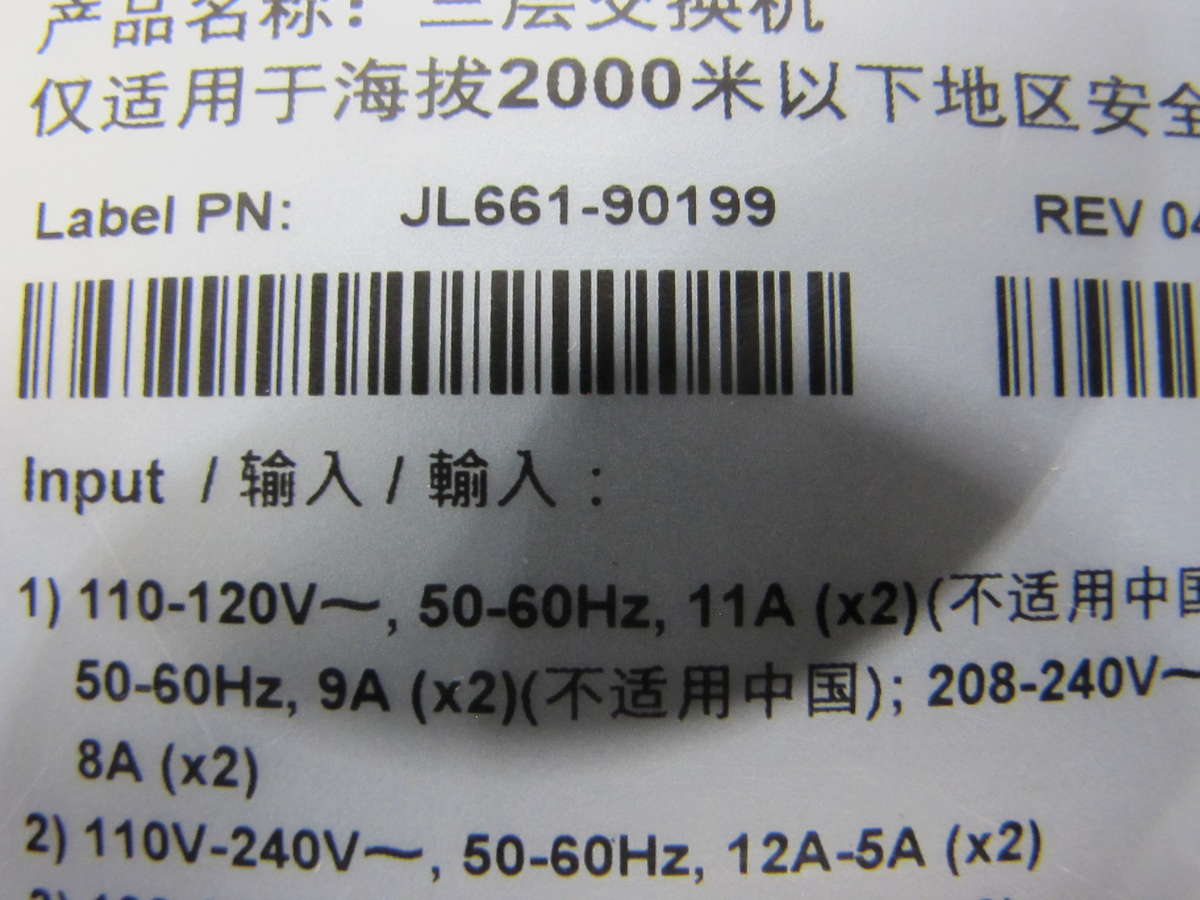 产品名称：三层交换机
仅适用于海拔2000米以下地区安全
Label PN: JL661-90199 REV 04
Input / 输入 / 輸入 :
1) 110-120V～, 50-60Hz, 11A (x2)(不适用中国
50-60Hz, 9A (x2)(不适用中国); 208-240V～
8A (x2)
2) 110V-240V～, 50-60Hz, 12A-5A (x2)